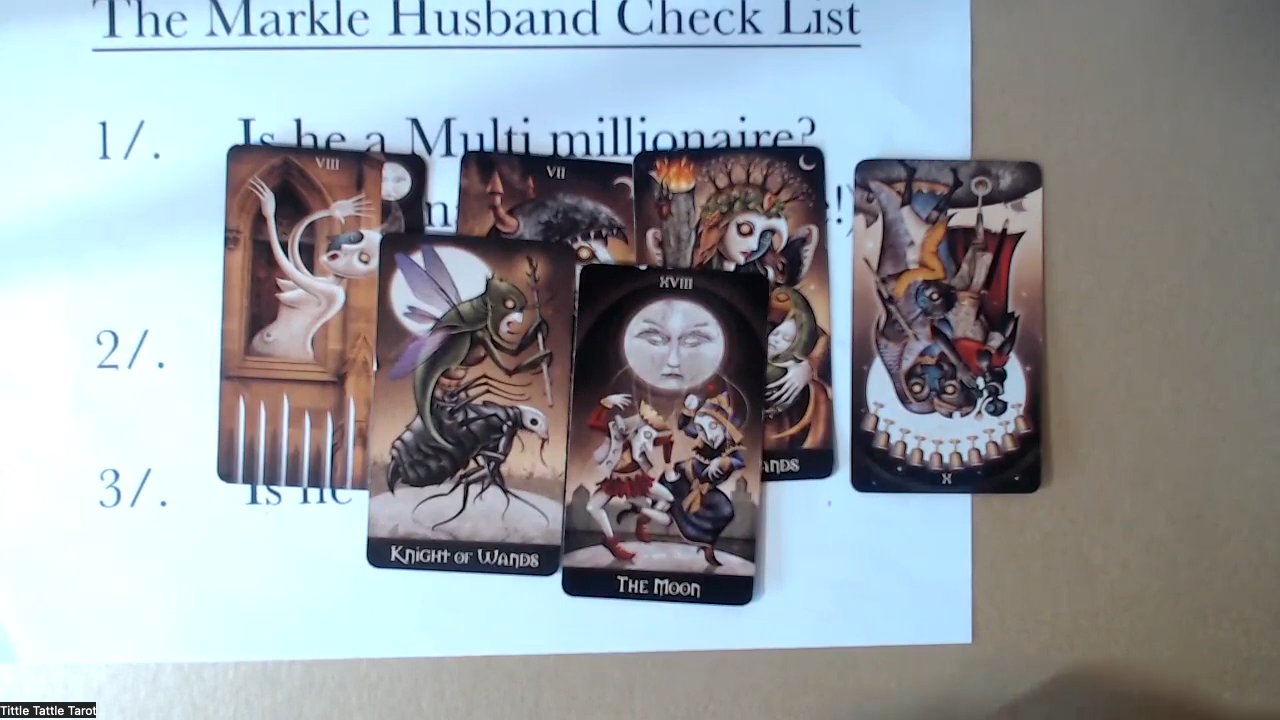 The Markle Husband Check List
1/. Is he a Multi millionaire?
VIII
VII
!)
2/.
3/. Is he
XVIII
Knight of Wands
The Moon
ands
X
Tittle Tattle Tarot